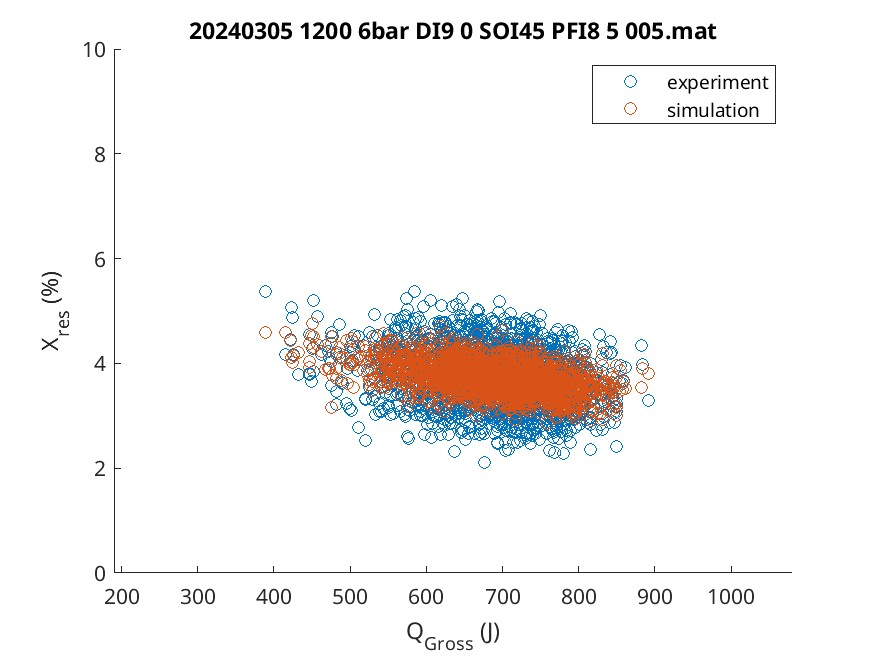 20240305 1200 6bar DI9 0 SOI45 PFI8 5 005.mat
10
experiment
simulation
8
6
X_res (%)
4
2
0
200 300 400 500 600 700 800 900 1000
Q_Gross (J)